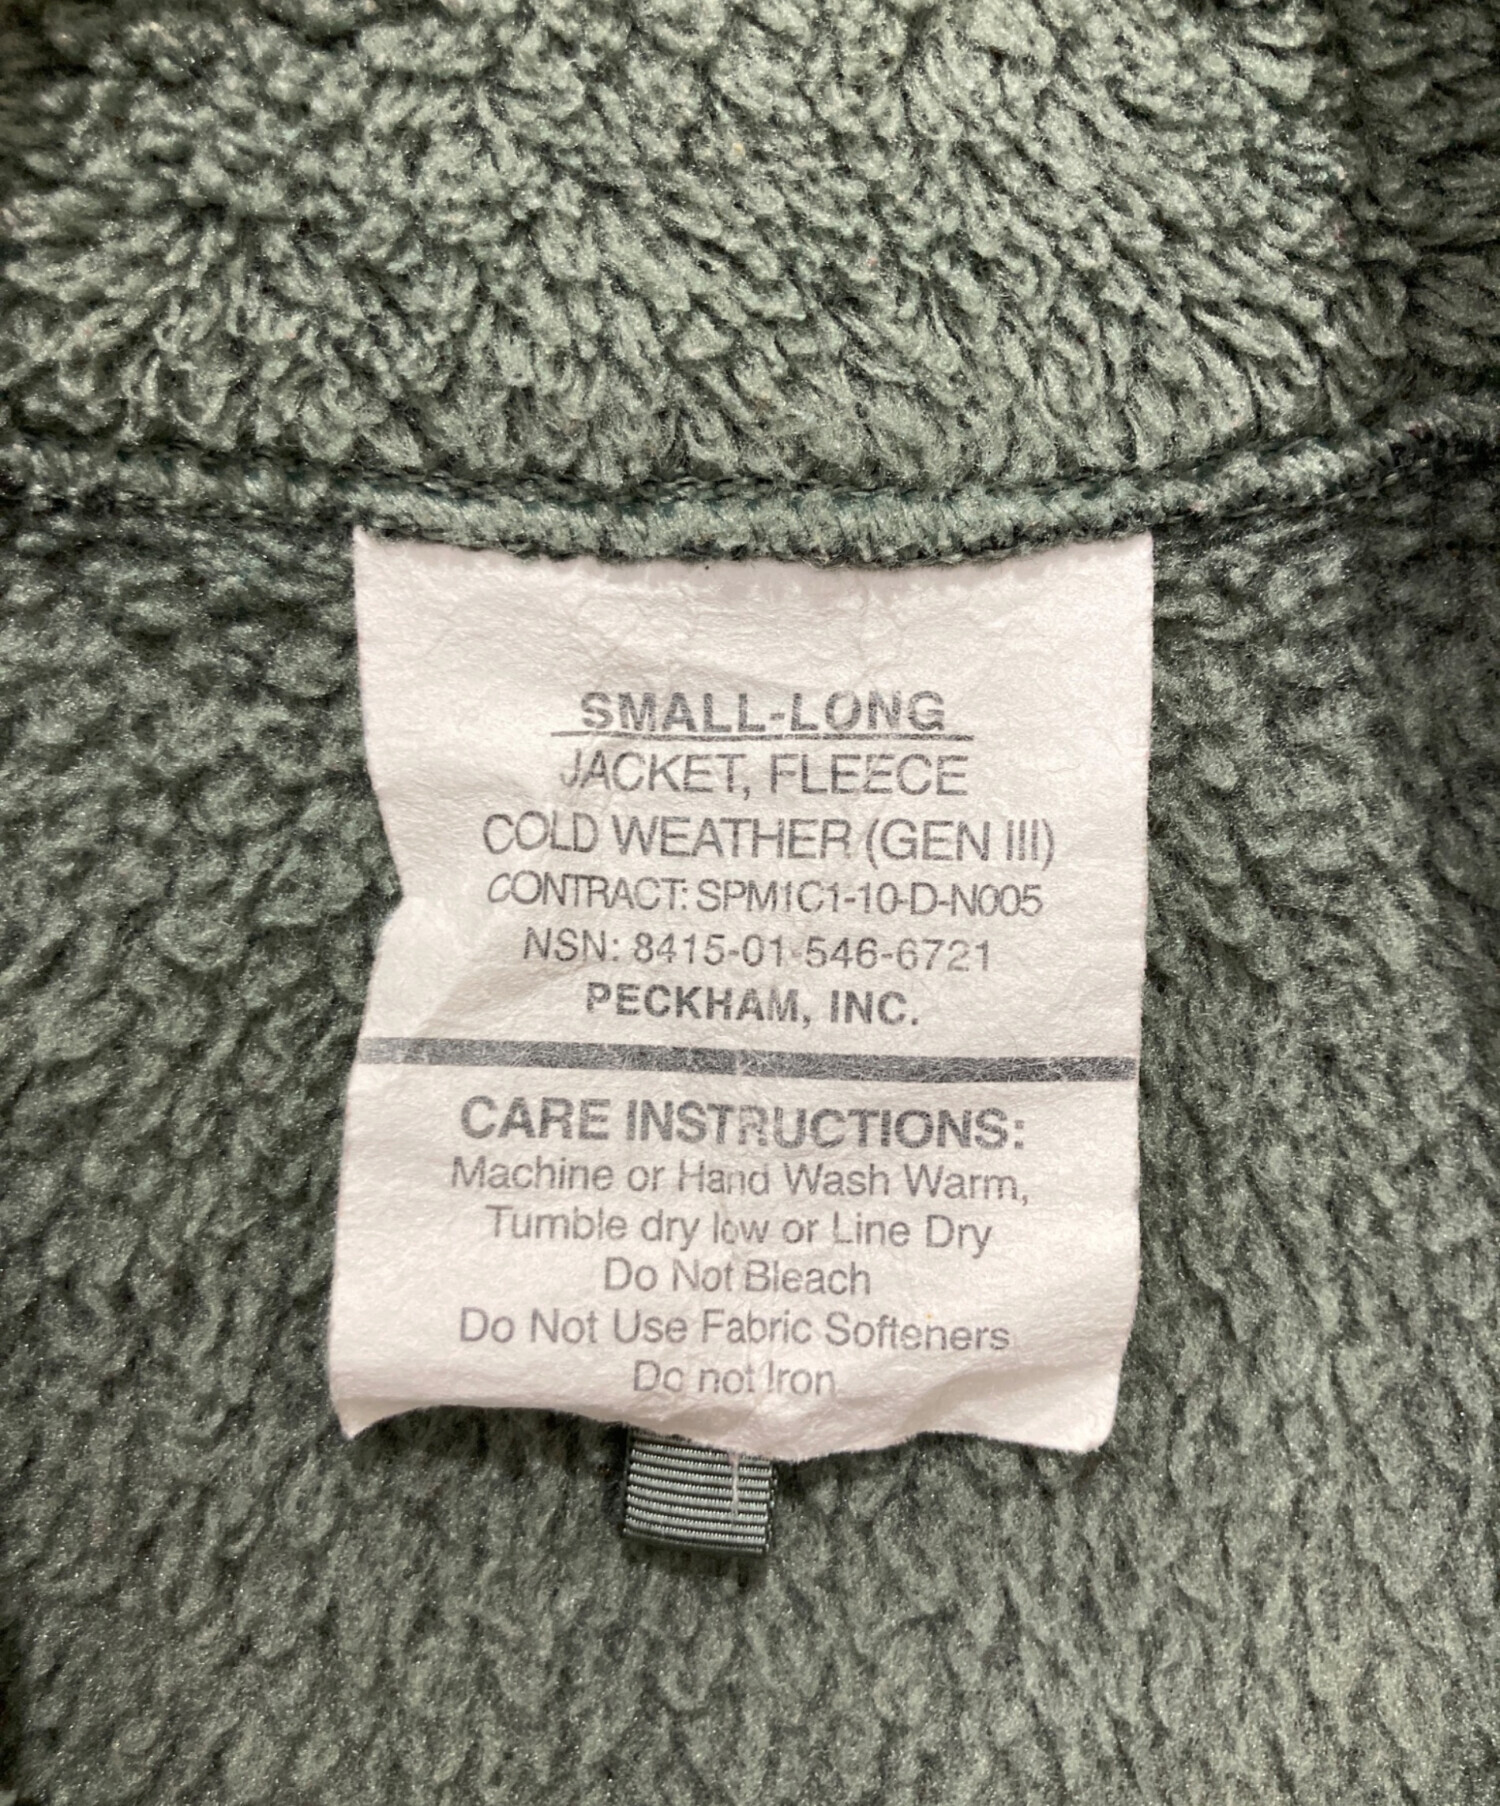 SMALL-LONG
JACKET, FLEECE
COLD WEATHER (GEN III)
CONTRACT: SPM1C1-10-D-N005
NSN: 8415-01-546-6721
PECKHAM, INC.
CARE INSTRUCTIONS:
Machine or Hand Wash Warm,
Tumble dry low or Line Dry
Do Not Bleach
Do Not Use Fabric Softeners
Do not Iron